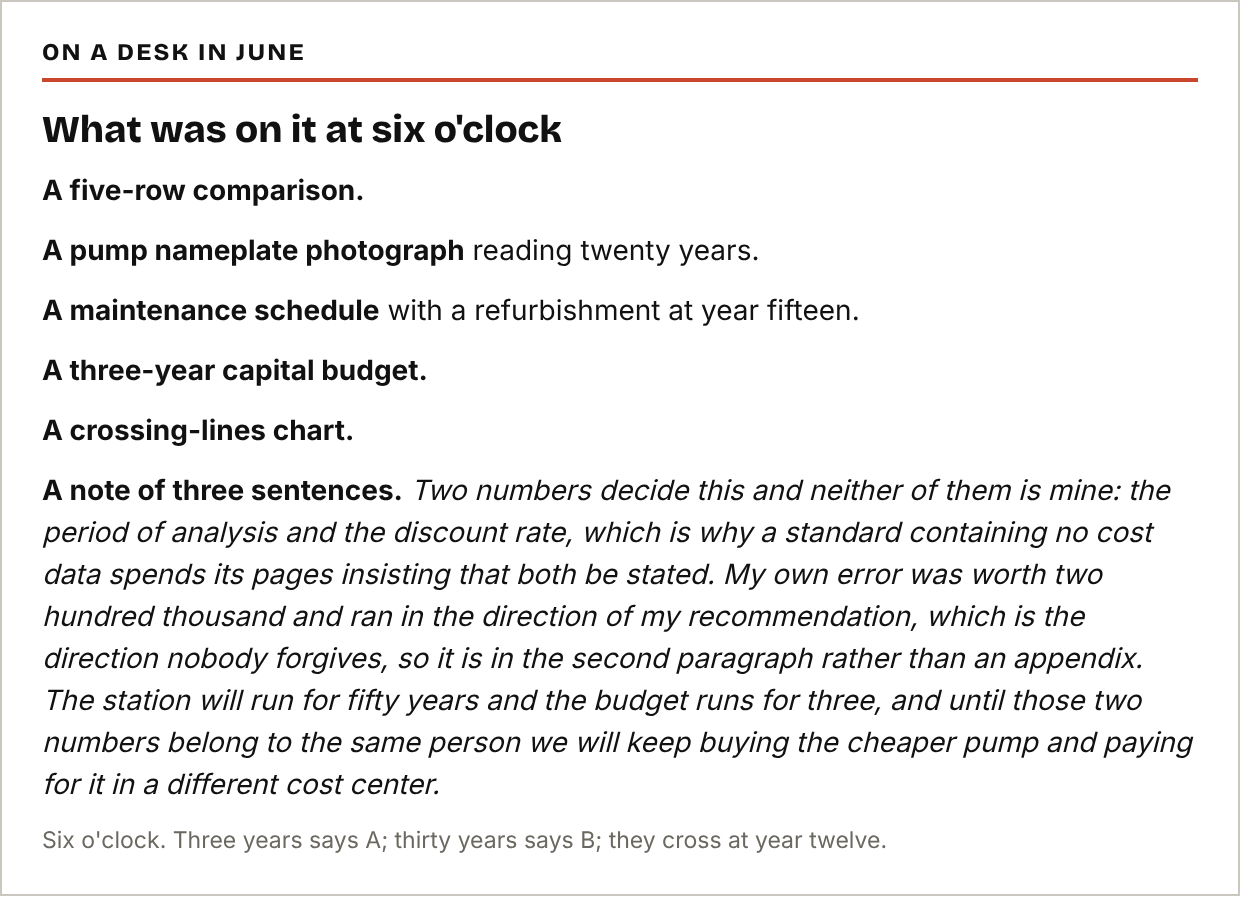 ON A DESK IN JUNE
What was on it at six o'clock
A five-row comparison.
A pump nameplate photograph reading twenty years.
A maintenance schedule with a refurbishment at year fifteen.
A three-year capital budget.
A crossing-lines chart.
A note of three sentences. Two numbers decide this and neither of them is mine: the
period of analysis and the discount rate, which is why a standard containing no cost
data spends its pages insisting that both be stated. My own error was worth two
hundred thousand and ran in the direction of my recommendation, which is the
direction nobody forgives, so it is in the second paragraph rather than an appendix.
The station will run for fifty years and the budget runs for three, and until those two
numbers belong to the same person we will keep buying the cheaper pump and paying
for it in a different cost center.
Six o'clock. Three years says A; thirty years says B; they cross at year twelve.